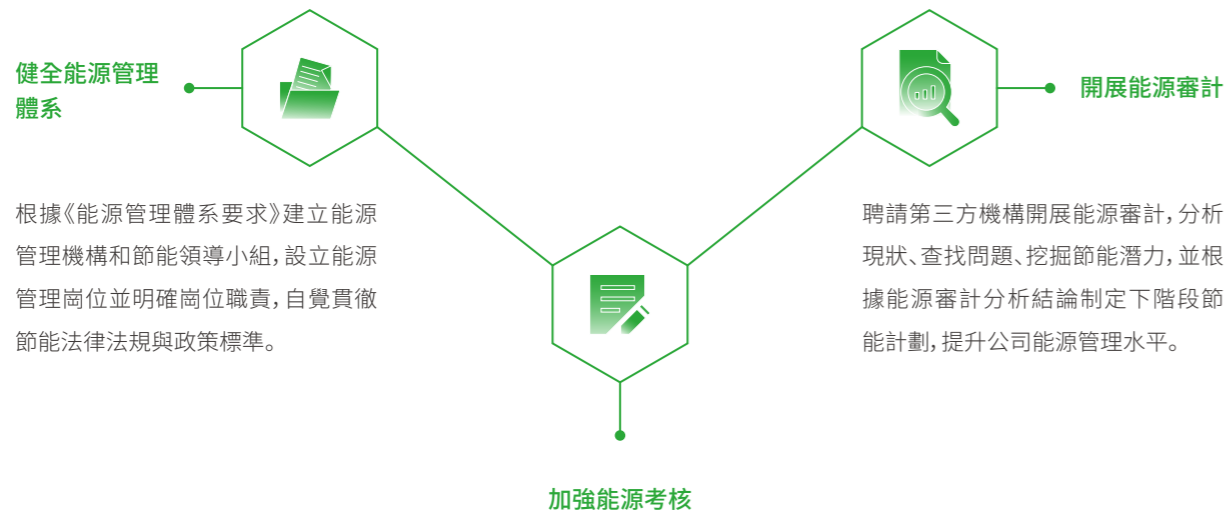 健全能源管理
體系
根據《能源管理體系要求》建立能源
管理機構和節能領導小組，設立能源
管理崗位並明確崗位職責，自覺貫徹
節能法律法規與政策標準。
加強能源考核
開展能源審計
聘請第三方機構開展能源審計，分析
現狀、查找問題、挖掘節能潛力，並根
據能源審計分析結論制定下階段節
能計劃，提升公司能源管理水平。